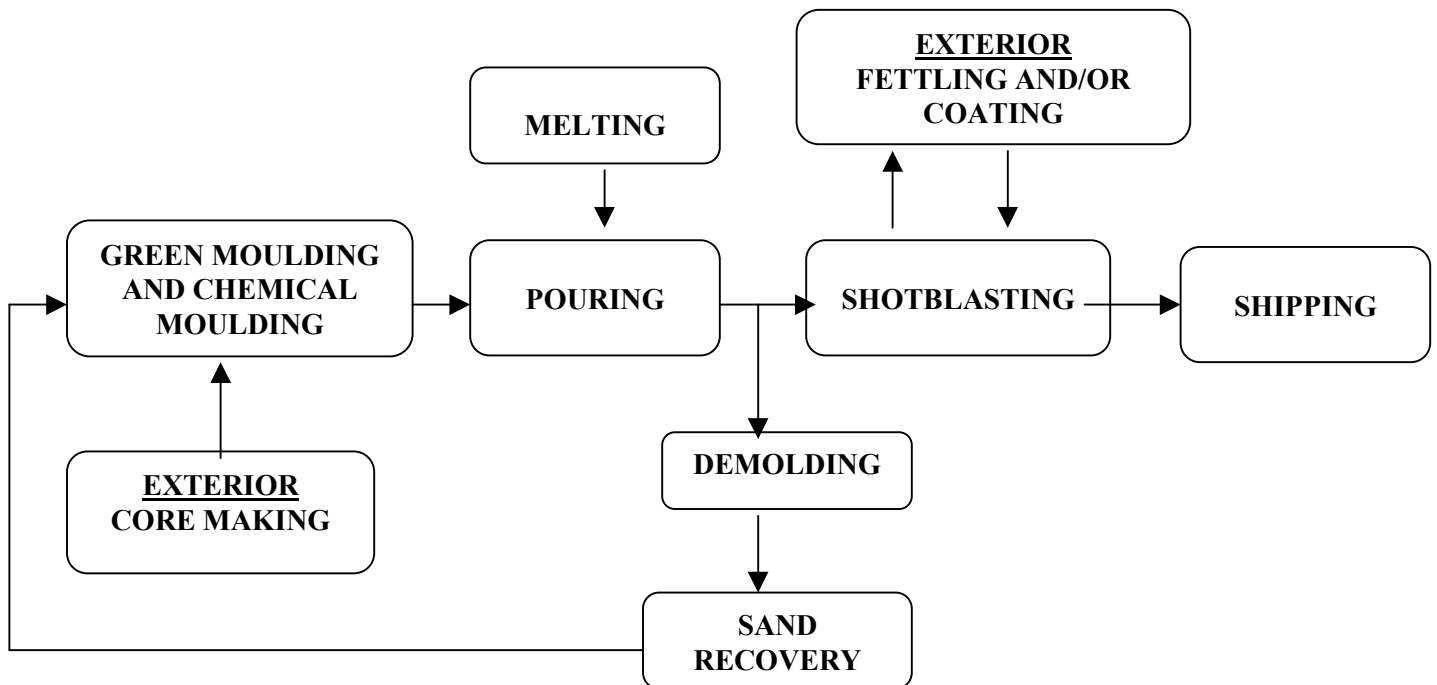 EXTERIOR
FETTLING AND/OR
COATING
MELTING
GREEN MOULDING
AND CHEMICAL
MOULDING
POURING
SHOTBLASTING
SHIPPING
EXTERIOR
CORE MAKING
DEMOLDING
SAND
RECOVERY